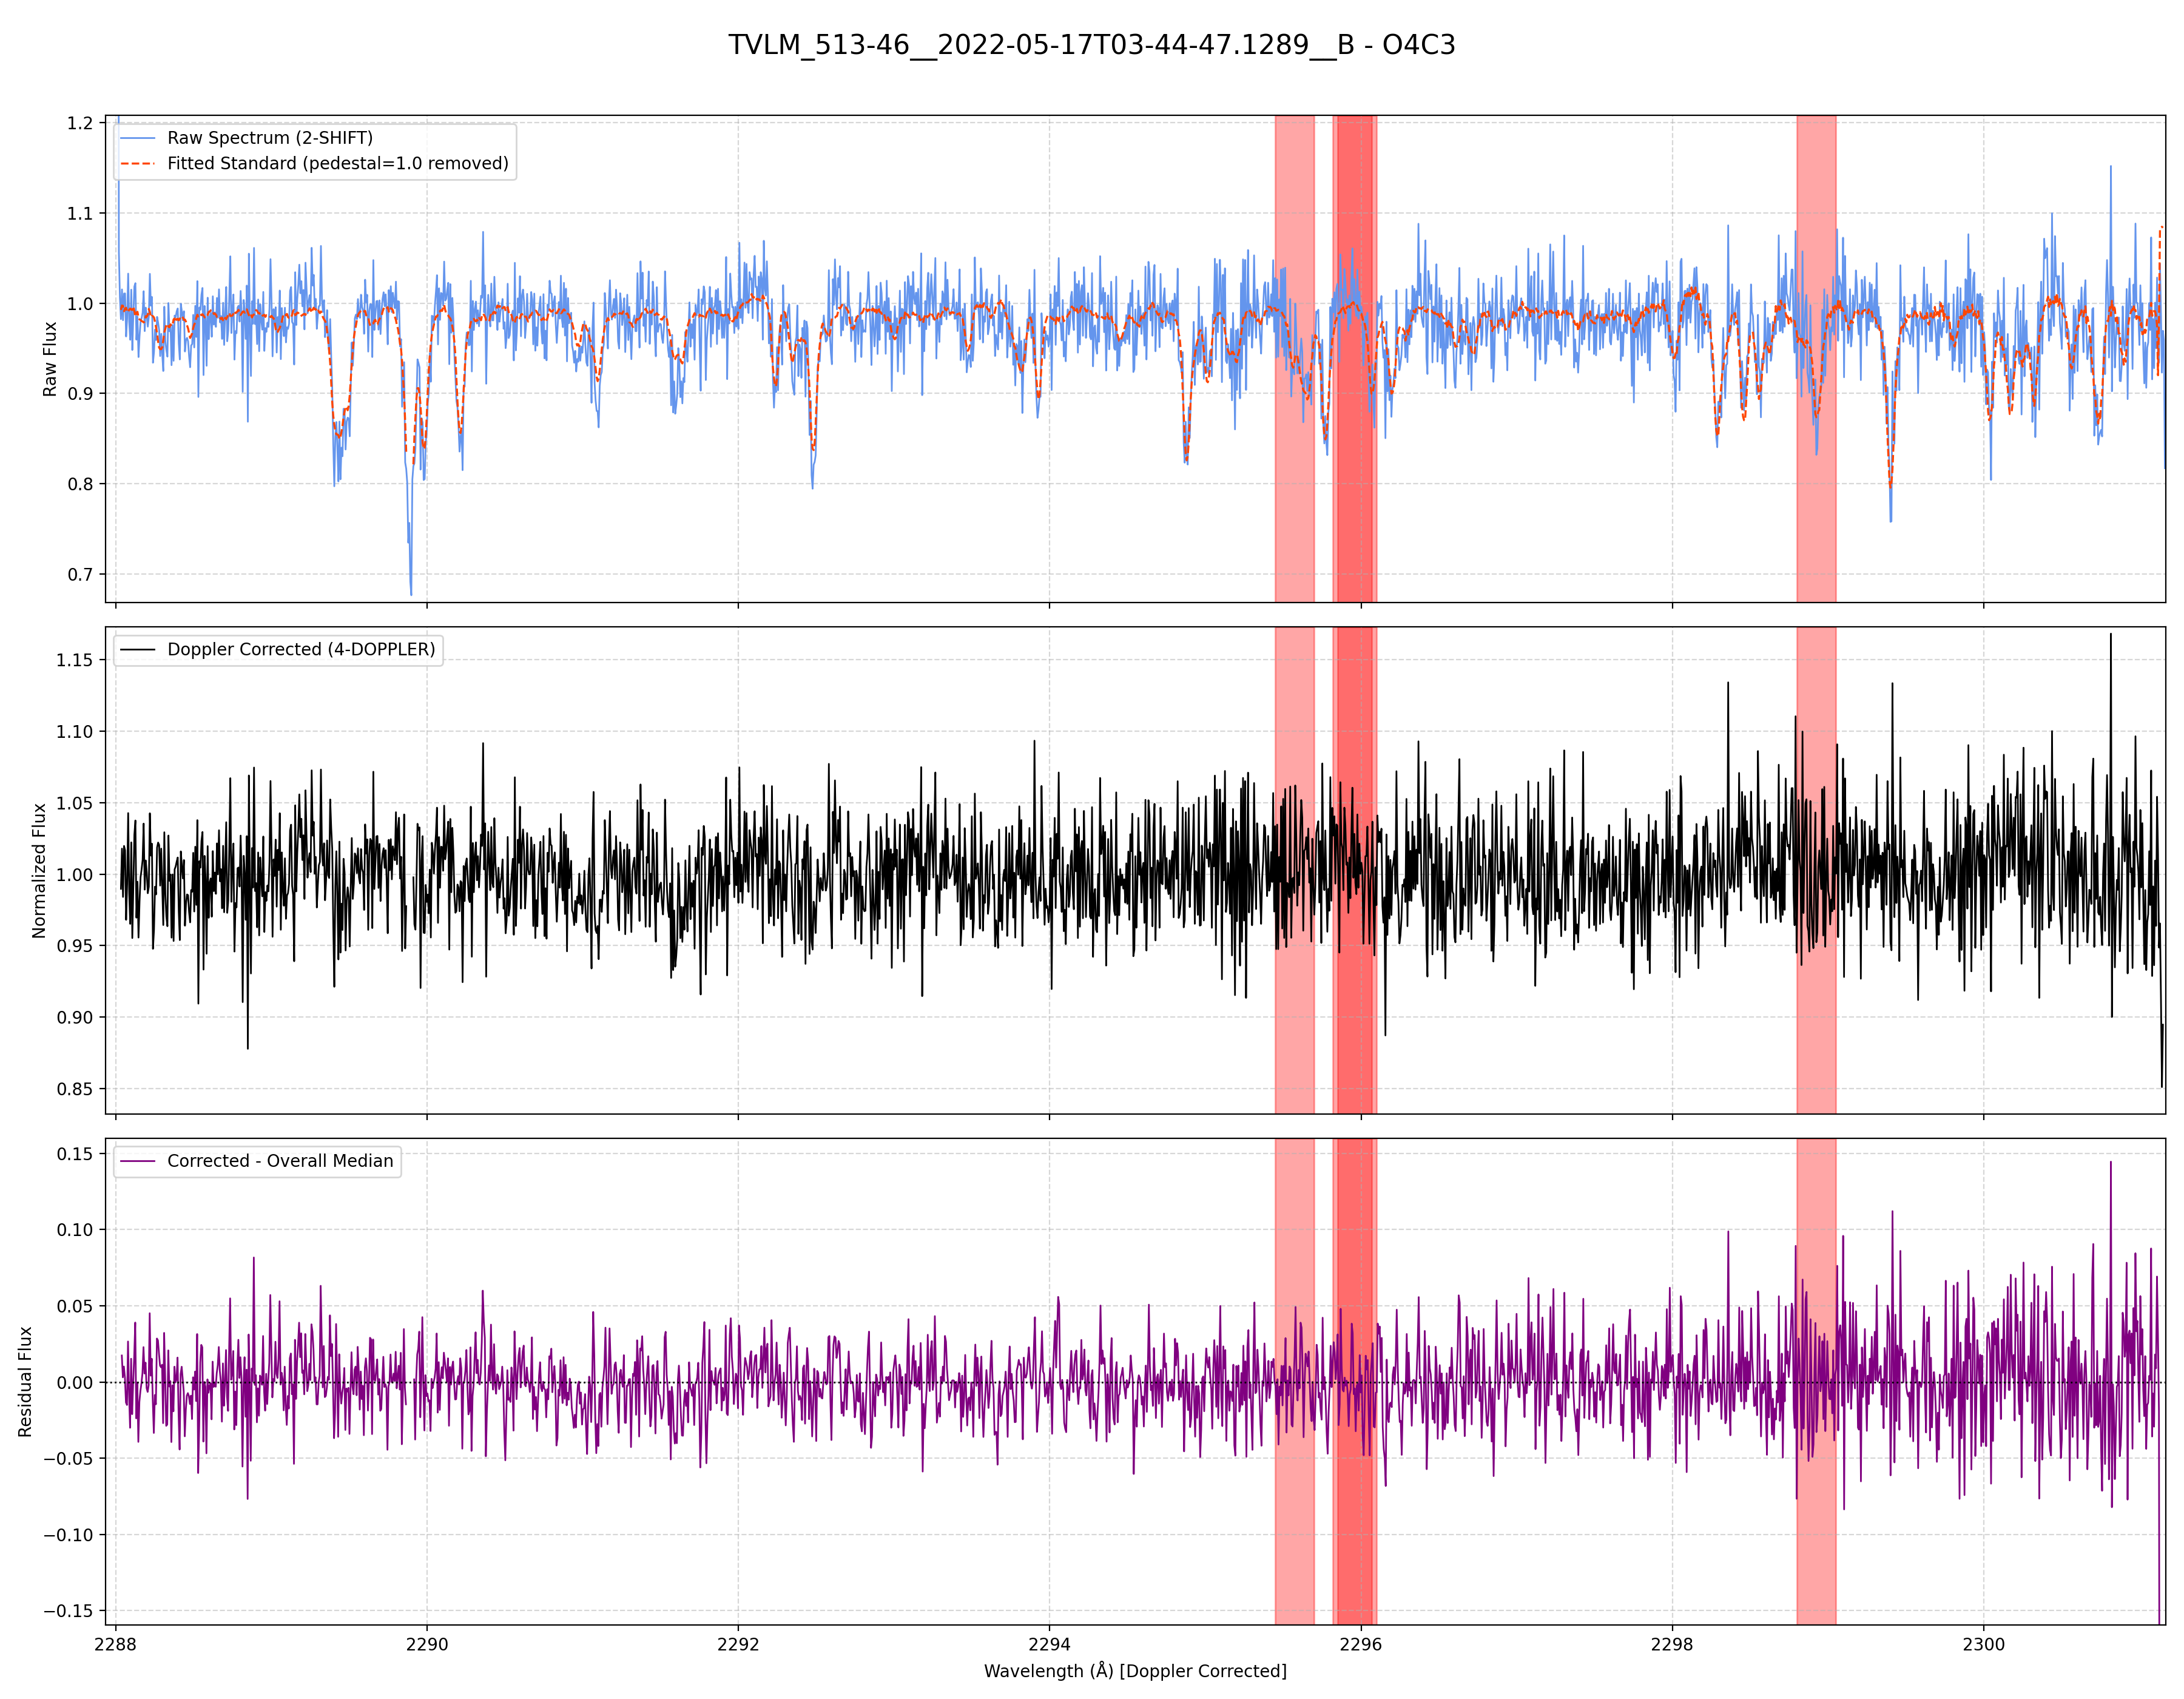 TVLM_513-46__2022-05-17T03-44-47.1289__B - O4C3
1.2
1.1
1.0
0.9
0.8
0.7
Raw Flux
Raw Spectrum (2-SHIFT)
Fitted Standard (pedestal=1.0 removed)
1.15
1.10
1.05
1.00
0.95
0.90
0.85
Normalized Flux
Doppler Corrected (4-DOPPLER)
0.15
0.10
0.05
0.00
−0.05
−0.10
−0.15
Residual Flux
Corrected - Overall Median
2288 2290 2292 2294 2296 2298 2300
Wavelength (Å) [Doppler Corrected]